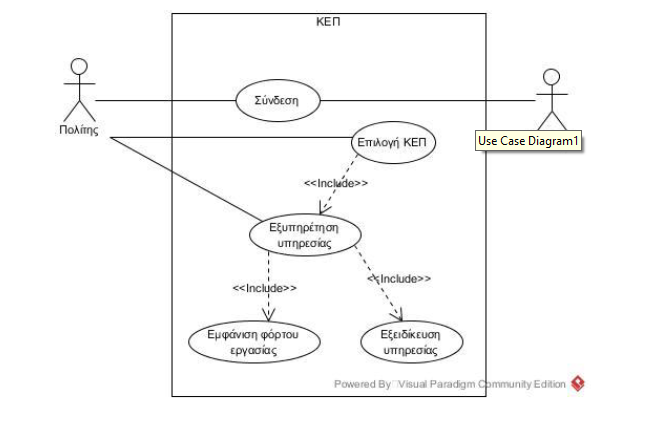 ΚΕΠ
Σύνδεση
Πολίτης
Επιλογή ΚΕΠ
Use Case Diagram1
<<Include>>
Εξυπηρέτηση
υπηρεσίας
<<Include>>
<<Include>>
Εμφάνιση φόρτου
εργασίας
Εξειδίκευση
υπηρεσίας
Powered By Visual Paradigm Community Edition